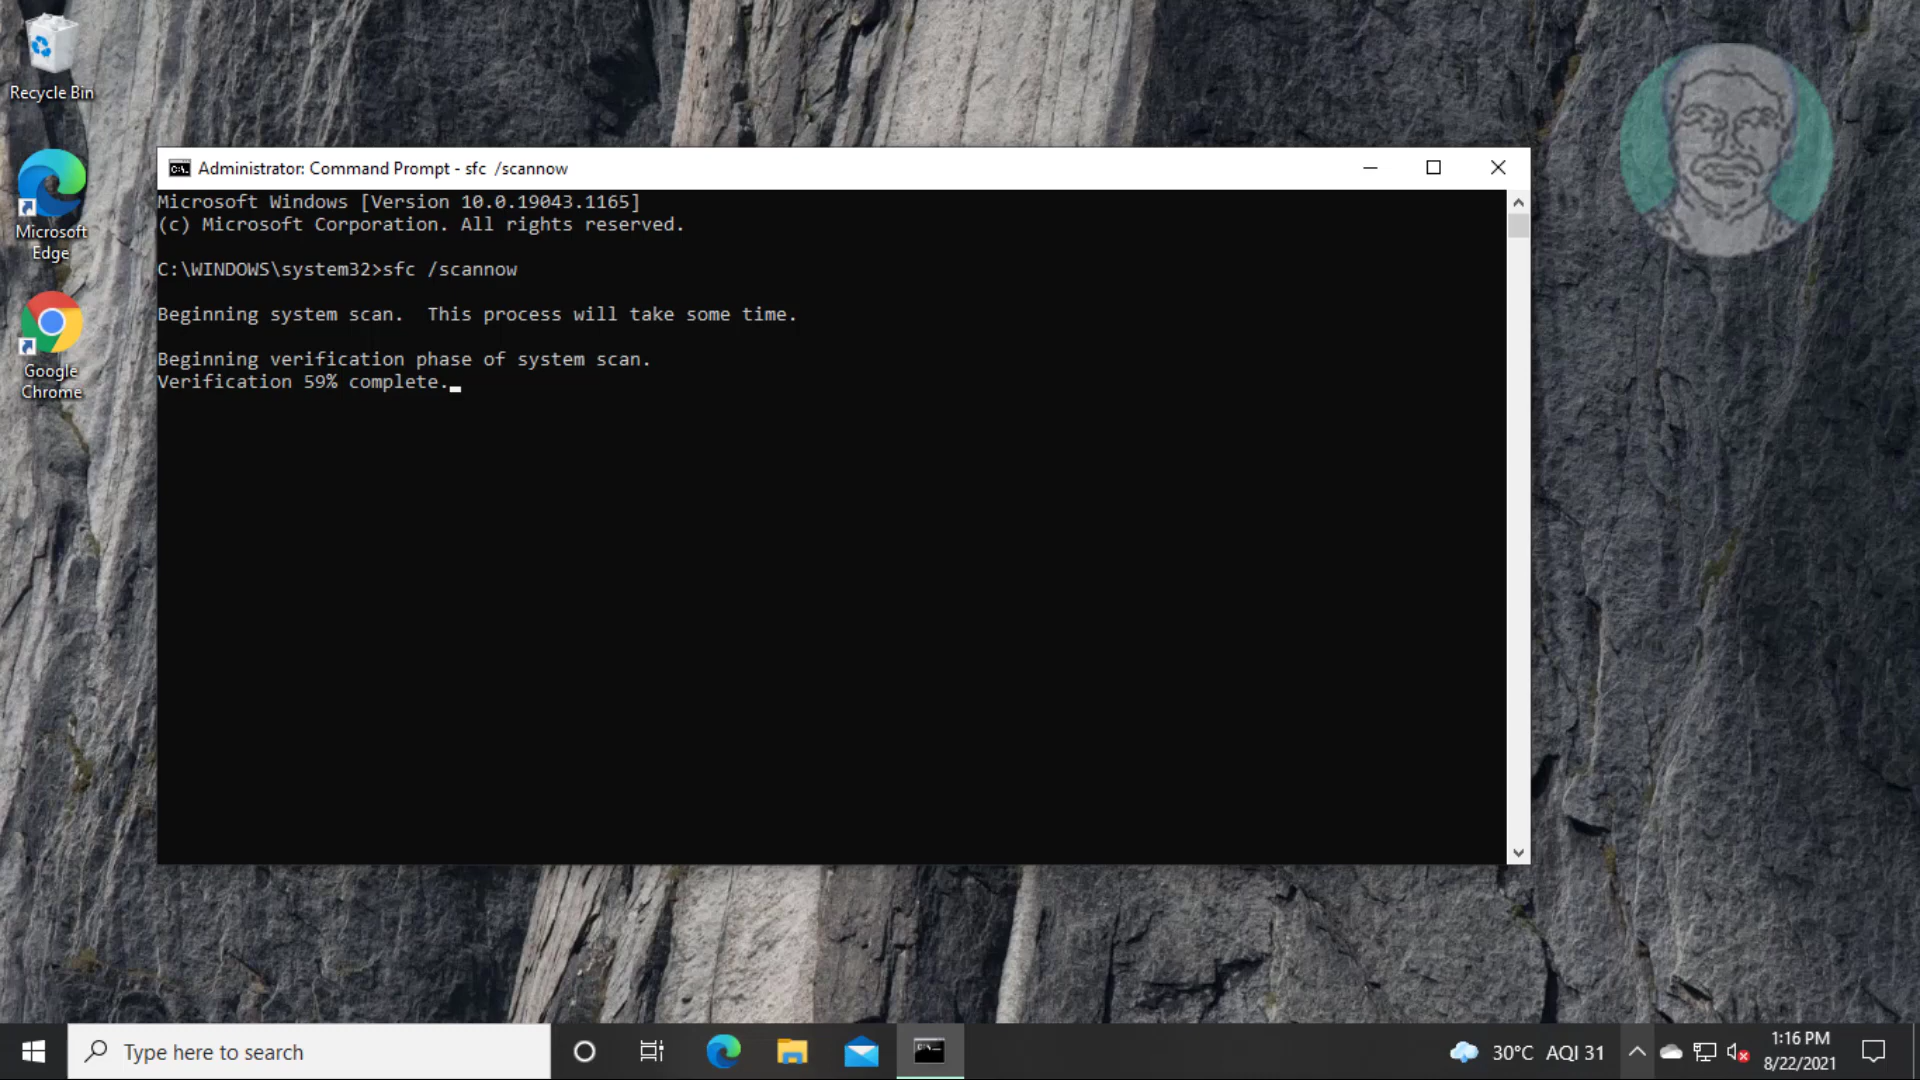 Recycle Bin
Microsoft
Edge
Google
Chrome
Administrator: Command Prompt - sfc  /scannow
Microsoft Windows [Version 10.0.19043.1165]
(c) Microsoft Corporation. All rights reserved.
C:\WINDOWS\system32>sfc /scannow
Beginning system scan.  This process will take some time.
Beginning verification phase of system scan.
Verification 59% complete.
Type here to search
30°C  AQI 31
1:16 PM
8/22/2021